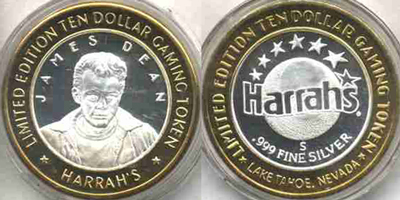 LIMITED EDITION TEN DOLLAR GAMING TOKEN
JAMES DEAN
HARRAH'S
LIMITED EDITION TEN DOLLAR GAMING TOKEN
Harrah's
S
.999 FINE SILVER
LAKE TAHOE, NEVADA